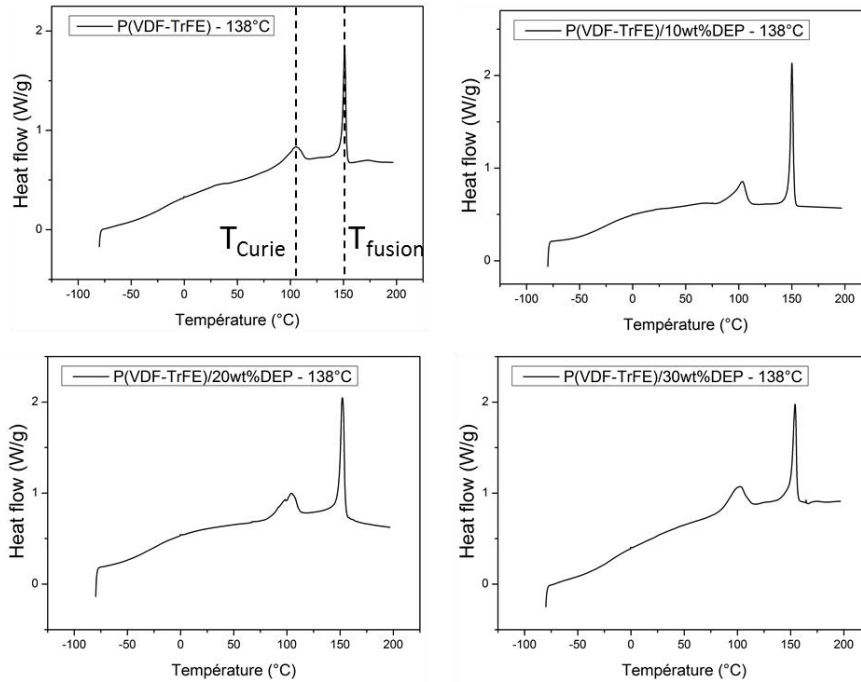 P(VDF-TrFE) - 138°C
2
1
0
Heat flow (W/g)
T_Curie
T_fusion
-100 -50 0 50 100 150 200
Température (°C)
P(VDF-TrFE)/10wt%DEP - 138°C
2
1
0
Heat flow (W/g)
-100 -50 0 50 100 150 200
Température (°C)
P(VDF-TrFE)/20wt%DEP - 138°C
2
1
0
Heat flow (W/g)
-100 -50 0 50 100 150 200
Température (°C)
P(VDF-TrFE)/30wt%DEP - 138°C
2
1
0
Heat flow (W/g)
-100 -50 0 50 100 150 200
Température (°C)